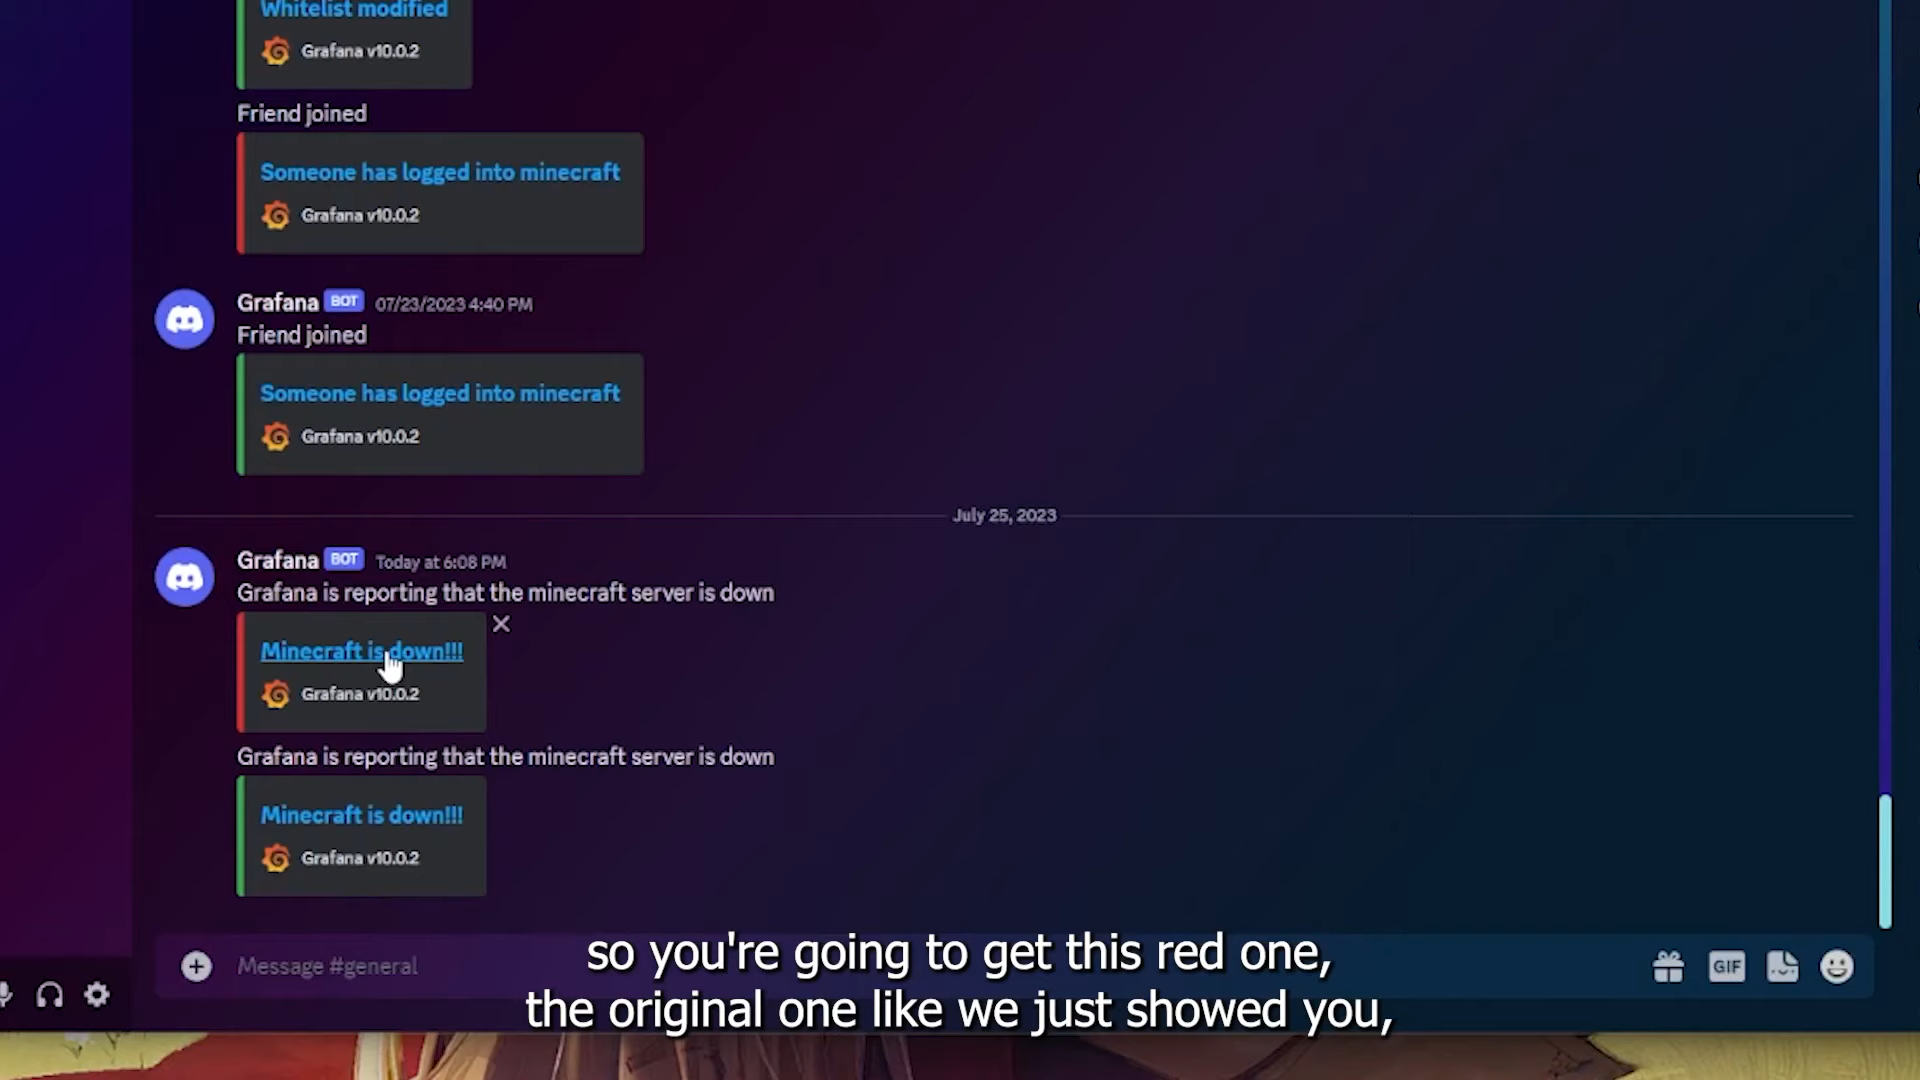 Whitelist modified
Grafana v10.0.2
Friend joined
Someone has logged into minecraft
Grafana v10.0.2
Grafana BOT 07/23/2023 4:40 PM
Friend joined
Someone has logged into minecraft
Grafana v10.0.2
July 25, 2023
Grafana BOT Today at 6:08 PM
Grafana is reporting that the minecraft server is down
Minecraft is down!!!
Grafana v10.0.2
Grafana is reporting that the minecraft server is down
Minecraft is down!!!
Grafana v10.0.2
Message #general
GIF
so you're going to get this red one,
the original one like we just showed you,